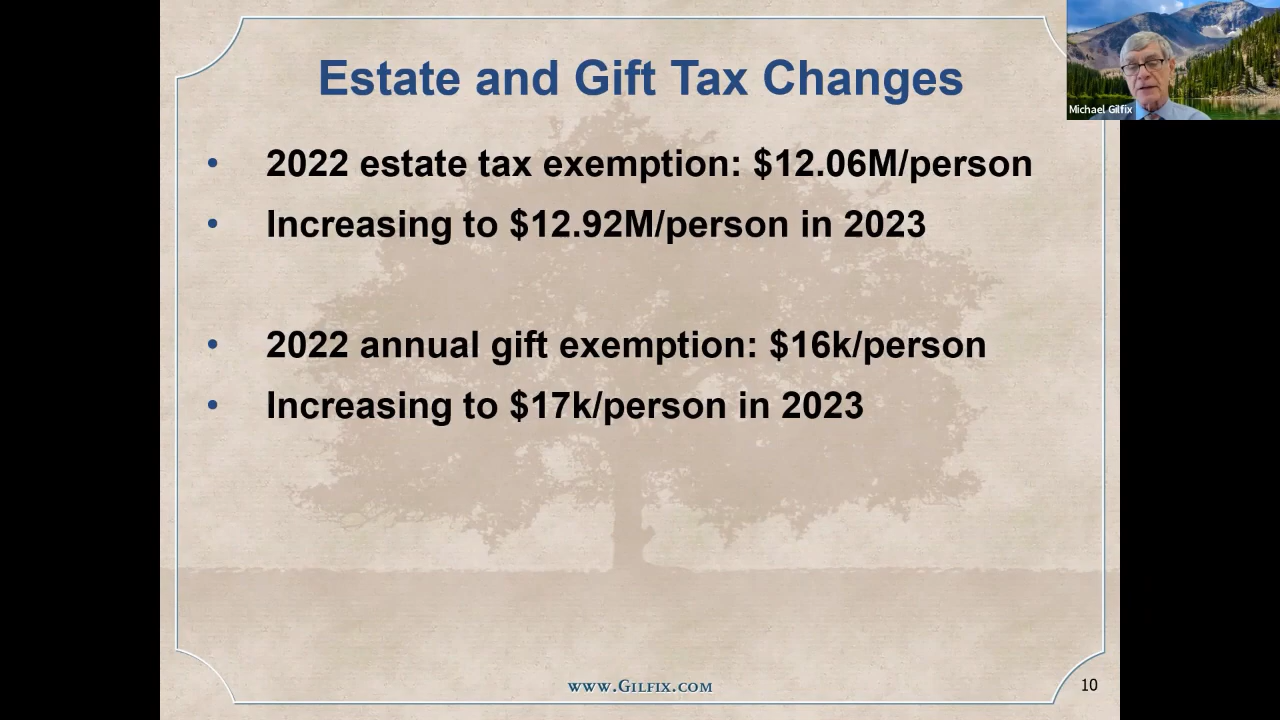 Estate and Gift Tax Changes
Michael Gilfix
• 2022 estate tax exemption: $12.06M/person
• Increasing to $12.92M/person in 2023
• 2022 annual gift exemption: $16k/person
• Increasing to $17k/person in 2023
www.Gilfix.com
10